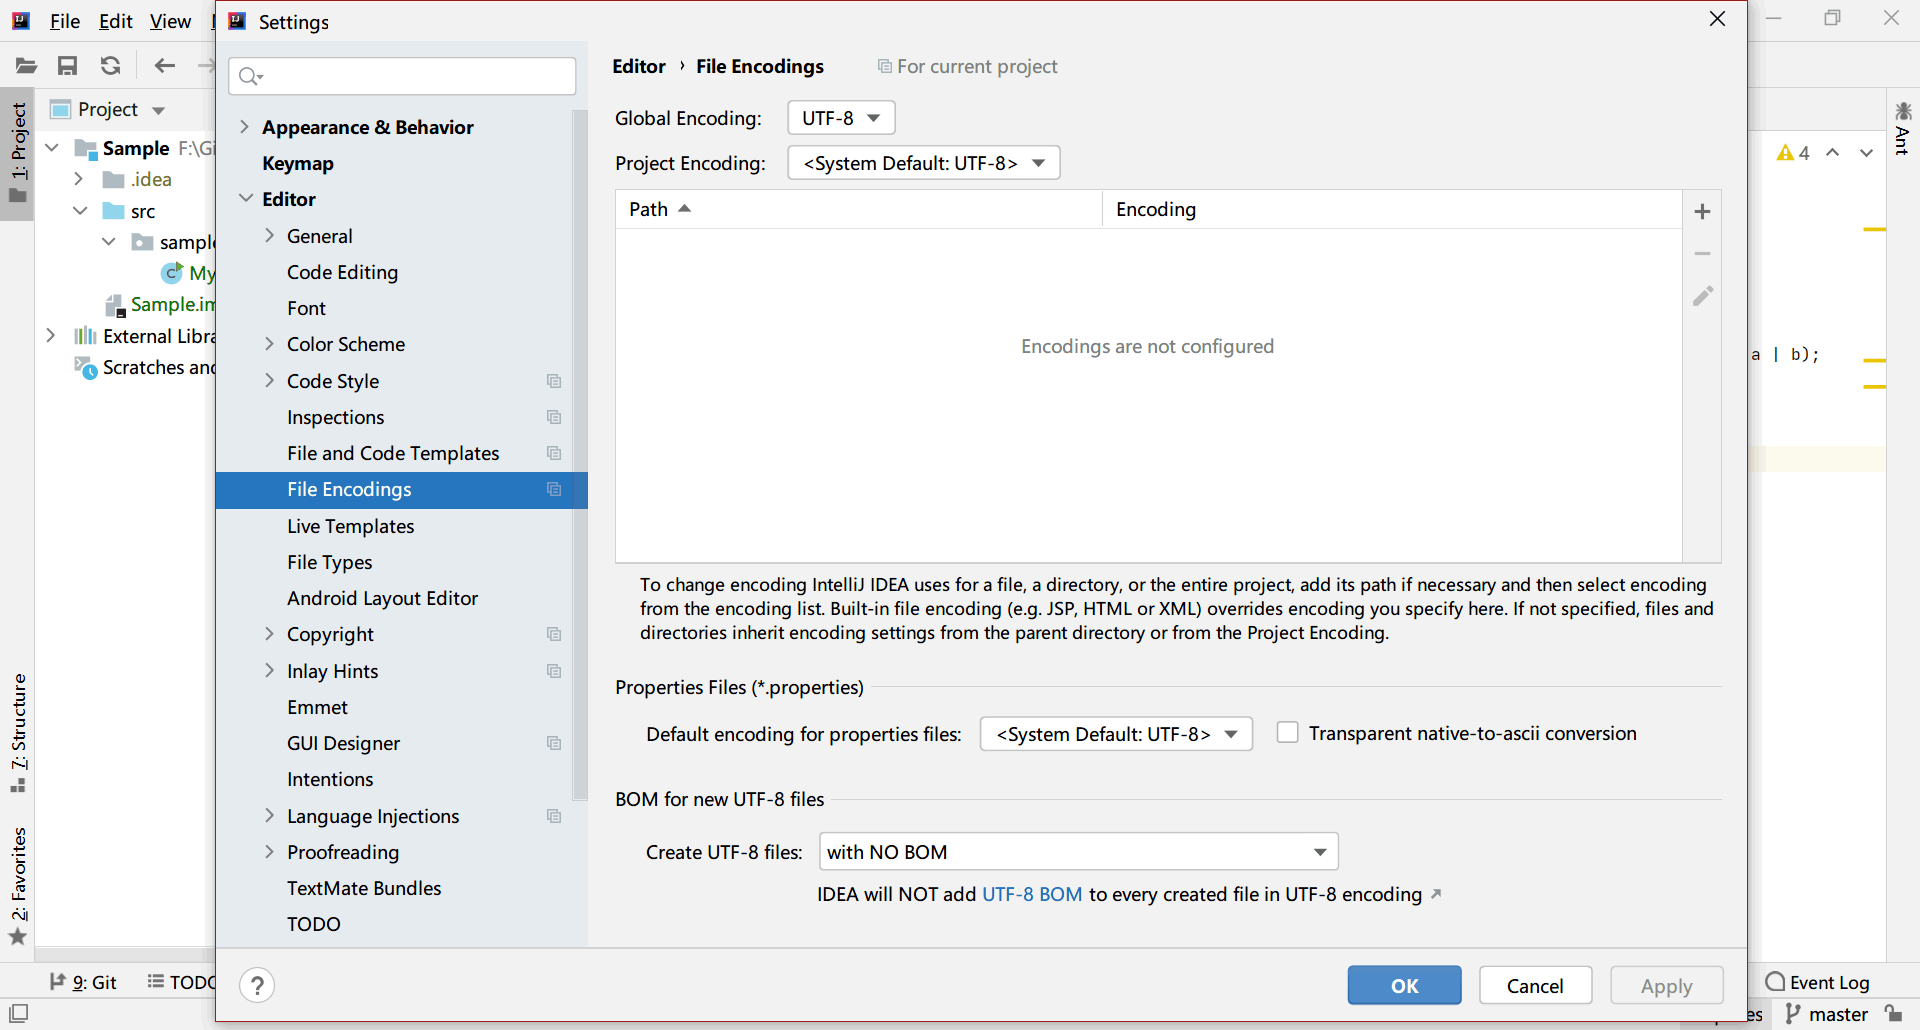 File Edit View
Settings
Project
Sample F:\Gi
.idea
src
sample
My
Sample.im
External Libra
Scratches and
1: Project
7: Structure
2: Favorites
Appearance & Behavior
Keymap
Editor
General
Code Editing
Font
Color Scheme
Code Style
Inspections
File and Code Templates
File Encodings
Live Templates
File Types
Android Layout Editor
Copyright
Inlay Hints
Emmet
GUI Designer
Intentions
Language Injections
Proofreading
TextMate Bundles
TODO
Editor › File Encodings For current project
Global Encoding: UTF-8
Project Encoding: <System Default: UTF-8>
Path Encoding
Encodings are not configured
To change encoding IntelliJ IDEA uses for a file, a directory, or the entire project, add its path if necessary and then select encoding
from the encoding list. Built-in file encoding (e.g. JSP, HTML or XML) overrides encoding you specify here. If not specified, files and
directories inherit encoding settings from the parent directory or from the Project Encoding.
Properties Files (*.properties)
Default encoding for properties files: <System Default: UTF-8> Transparent native-to-ascii conversion
BOM for new UTF-8 files
Create UTF-8 files: with NO BOM
IDEA will NOT add UTF-8 BOM to every created file in UTF-8 encoding
? OK Cancel Apply
4
Ant
a | b);
9: Git TODO
Event Log
es master